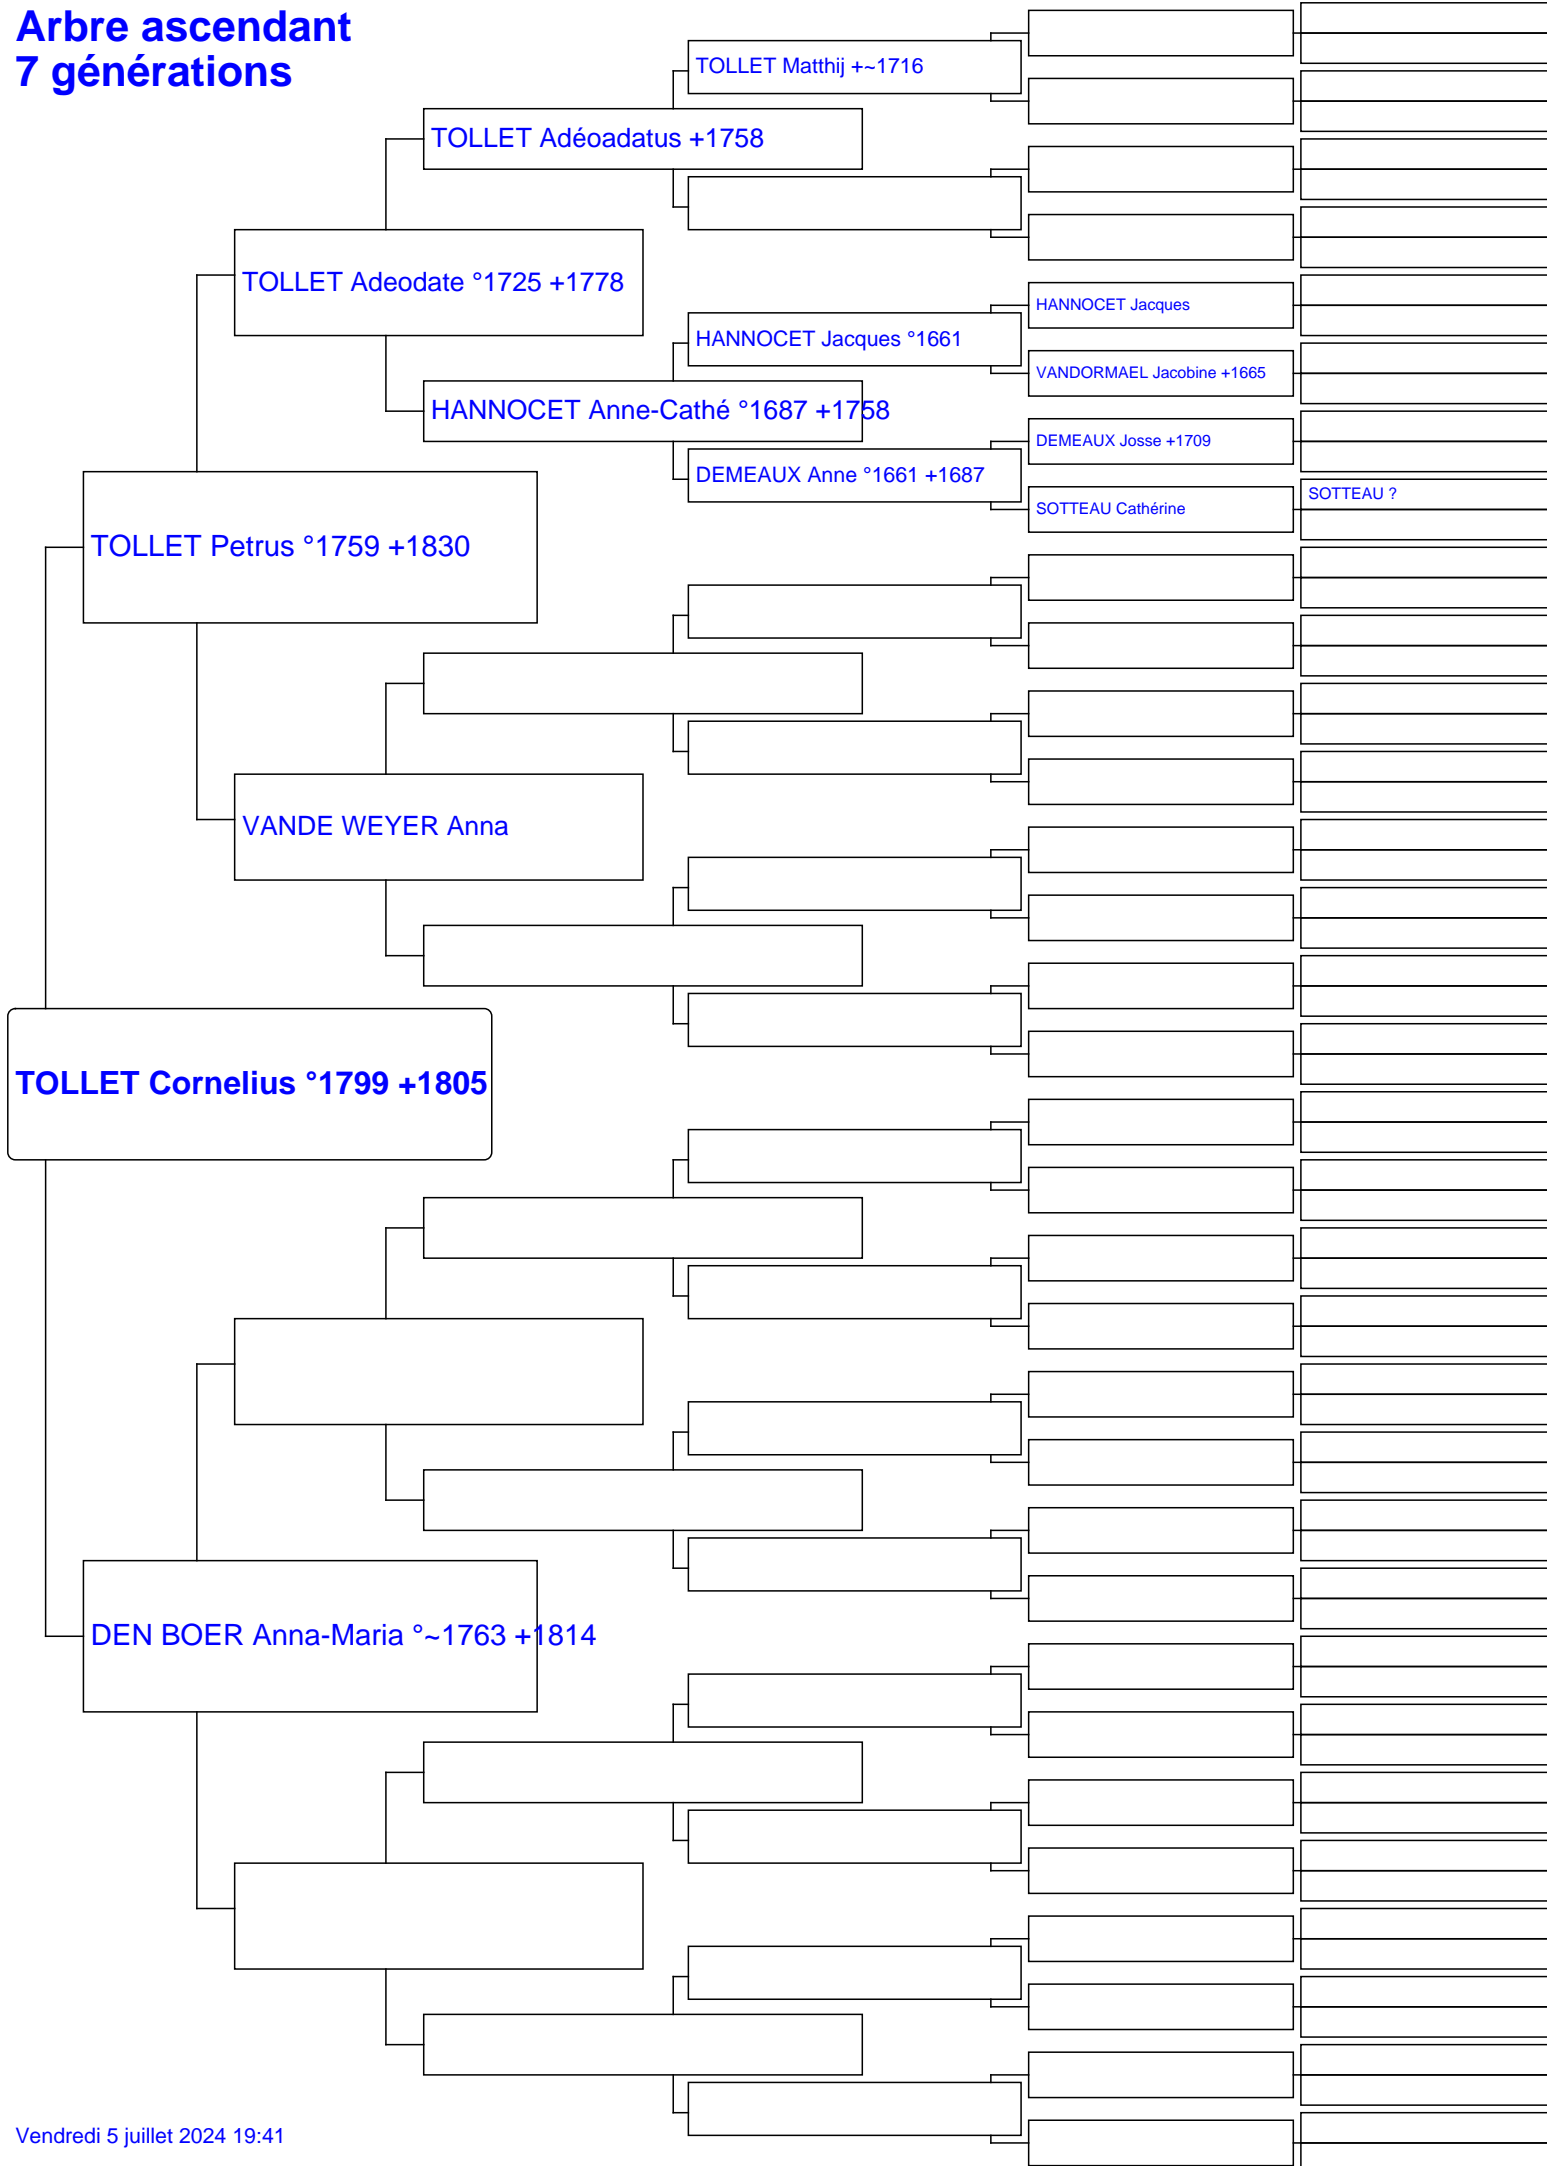 Arbre ascendant
7 générations
TOLLET Matthij +~1716
TOLLET Adéoadatus +1758
TOLLET Adeodate °1725 +1778
HANNOCET Jacques
HANNOCET Jacques °1661
VANDORMAEL Jacobine +1665
HANNOCET Anne-Cathé °1687 +1758
DEMEAUX Josse +1709
DEMEAUX Anne °1661 +1687
SOTTEAU ?
SOTTEAU Cathérine
TOLLET Petrus °1759 +1830
VANDE WEYER Anna
TOLLET Cornelius °1799 +1805
DEN BOER Anna-Maria °~1763 +1814
Vendredi 5 juillet 2024 19:41